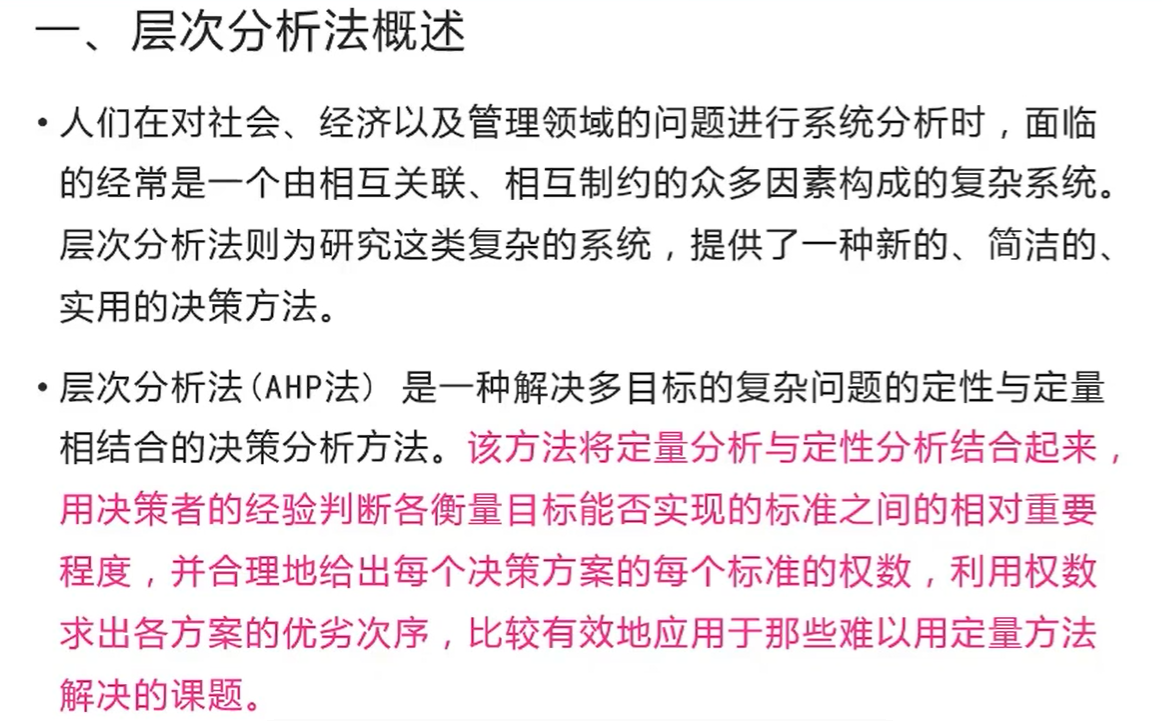 一、层次分析法概述
• 人们在对社会、经济以及管理领域的问题进行系统分析时，面临
的经常是一个由相互关联、相互制约的众多因素构成的复杂系统。
层次分析法则为研究这类复杂的系统，提供了一种新的、简洁的、
实用的决策方法。
• 层次分析法(AHP法) 是一种解决多目标的复杂问题的定性与定量
相结合的决策分析方法。该方法将定量分析与定性分析结合起来，
用决策者的经验判断各衡量目标能否实现的标准之间的相对重要
程度，并合理地给出每个决策方案的每个标准的权数，利用权数
求出各方案的优劣次序，比较有效地应用于那些难以用定量方法
解决的课题。